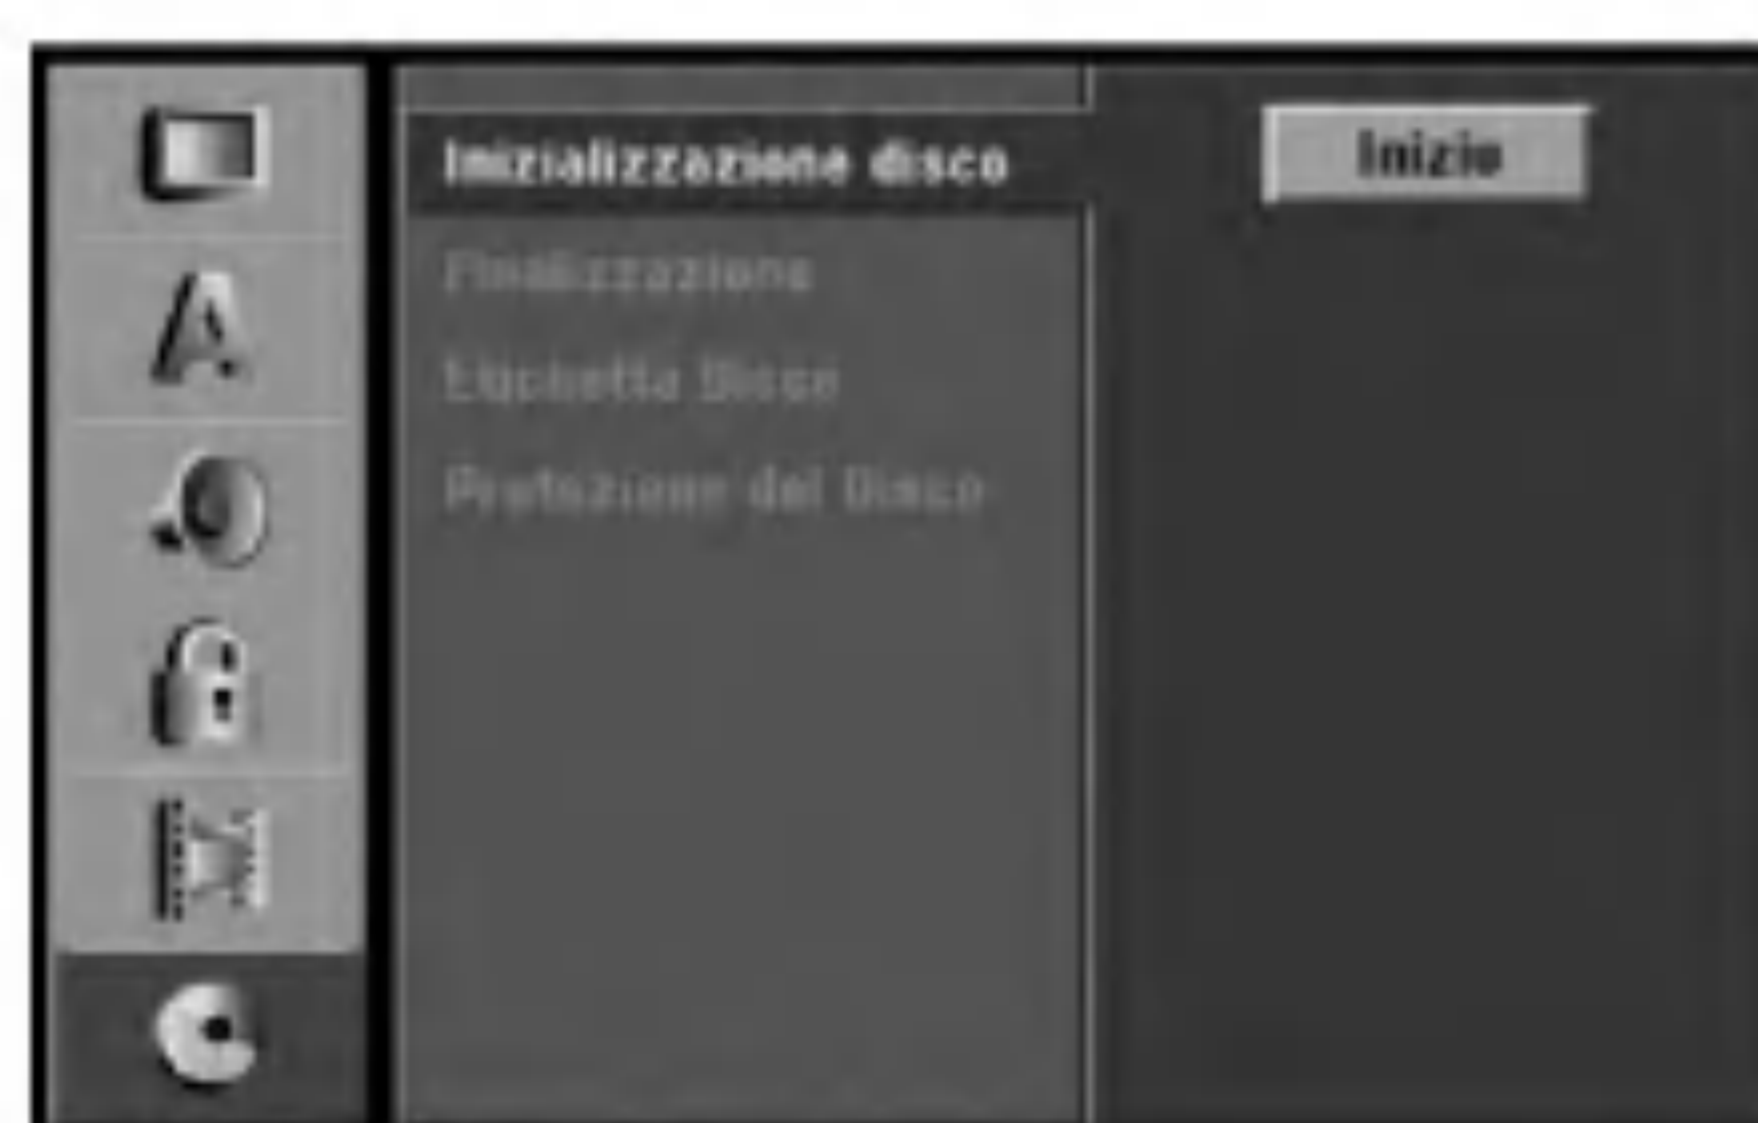 Inizializzazione disco
Inizio
Finalizzazione
Etichetta Disco
Protezione del Disco